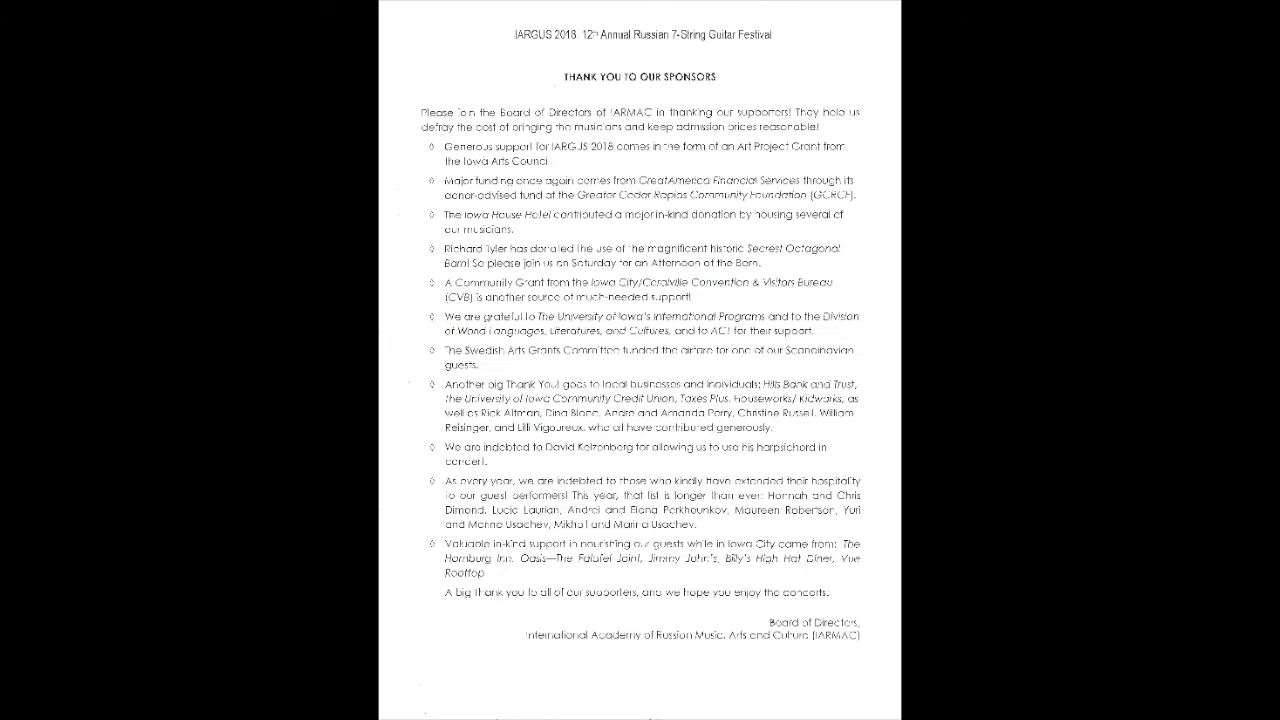 IARGUS 2018 12th Annual Russian 7-String Guitar Festival
THANK YOU TO OUR SPONSORS
Please join the Board of Directors of IARMAC in thanking our supporters! They help us
defray the cost of bringing the musicians and keep admission prices reasonable!
◊ Generous support for IARGUS 2018 comes in the form of an Art Project Grant from
the Iowa Arts Council
◊ Major funding once again comes from GreatAmerica Financial Services through its
donor-advised fund at the Greater Cedar Rapids Community Foundation (GCRCF).
◊ The Iowa House Hotel contributed a major in-kind donation by housing several of
our musicians.
◊ Richard Tyler has donated the use of the magnificent historic Secrest Octagonal
Barn! So please join us on Saturday for an Afternoon at the Barn.
◊ A Community Grant from the Iowa City/Coralville Convention & Visitors Bureau
(CVB) is another source of much-needed support!
◊ We are grateful to The University of Iowa's International Programs and to the Division
of World Languages, Literatures, and Cultures, and to ACT for their support.
◊ The Swedish Arts Grants Committee funded the airfare for one of our Scandinavian
guests.
◊ Another big Thank You! goes to local businesses and individuals: Hills Bank and Trust,
the University of Iowa Community Credit Union, Taxes Plus, Houseworks/ Kidworks, as
well as Rick Altman, Dina Blanc, Andre and Amanda Perry, Christine Russell, William
Reisinger, and Lilli Vigoureux, who all have contributed generously.
◊ We are indebted to David Kelzenberg for allowing us to use his harpsichord in
concert.
◊ As every year, we are indebted to those who kindly have extended their hospitality
to our guest performers! This year, that list is longer than ever: Hannah and Chris
Dimond, Lucia Laurian, Andrei and Elena Parkhounkov, Maureen Robertson, Yuri
and Marina Usachev, Mikhail and Marina Usachev.
◊ Valuable in-kind support in nourishing our guests while in Iowa City came from: The
Hamburg Inn, Oasis—The Falafel Joint, Jimmy John's, Billy's High Hat Diner, Vue
Rooftop
A big Thank you to all of our supporters, and we hope you enjoy the concerts.
Board of Directors,
International Academy of Russian Music, Arts and Culture (IARMAC)